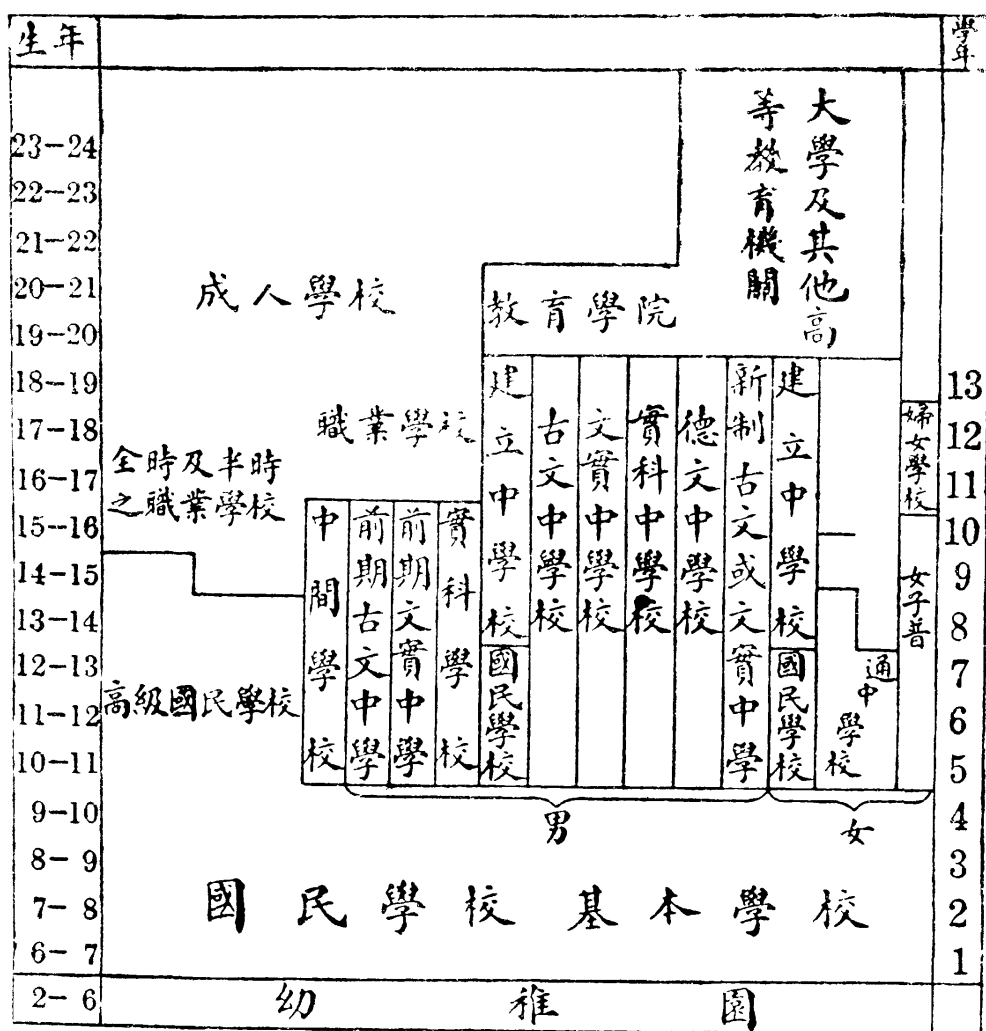 生年
學年
23-24
22-23
21-22
20-21
19-20
18-19
17-18
16-17
15-16
14-15
13-14
12-13
11-12
10-11
9-10
8-9
7-8
6-7
2-6
大學及其他高
等教育機關
成人學校
教育學院
職業學校
全時及半時
之職業學校
高級國民學校
中間學校
前期古文中學
前期文實中學
實科學校
建立中學校
國民學校
古文中學校
文實中學校
實科中學校
德文中學校
新制古文或文實中學
建立中學校
國民學校
婦女學校
女子普
通中學校
男
女
國民學校基本學校
幼稚園
13
12
11
10
9
8
7
6
5
4
3
2
1